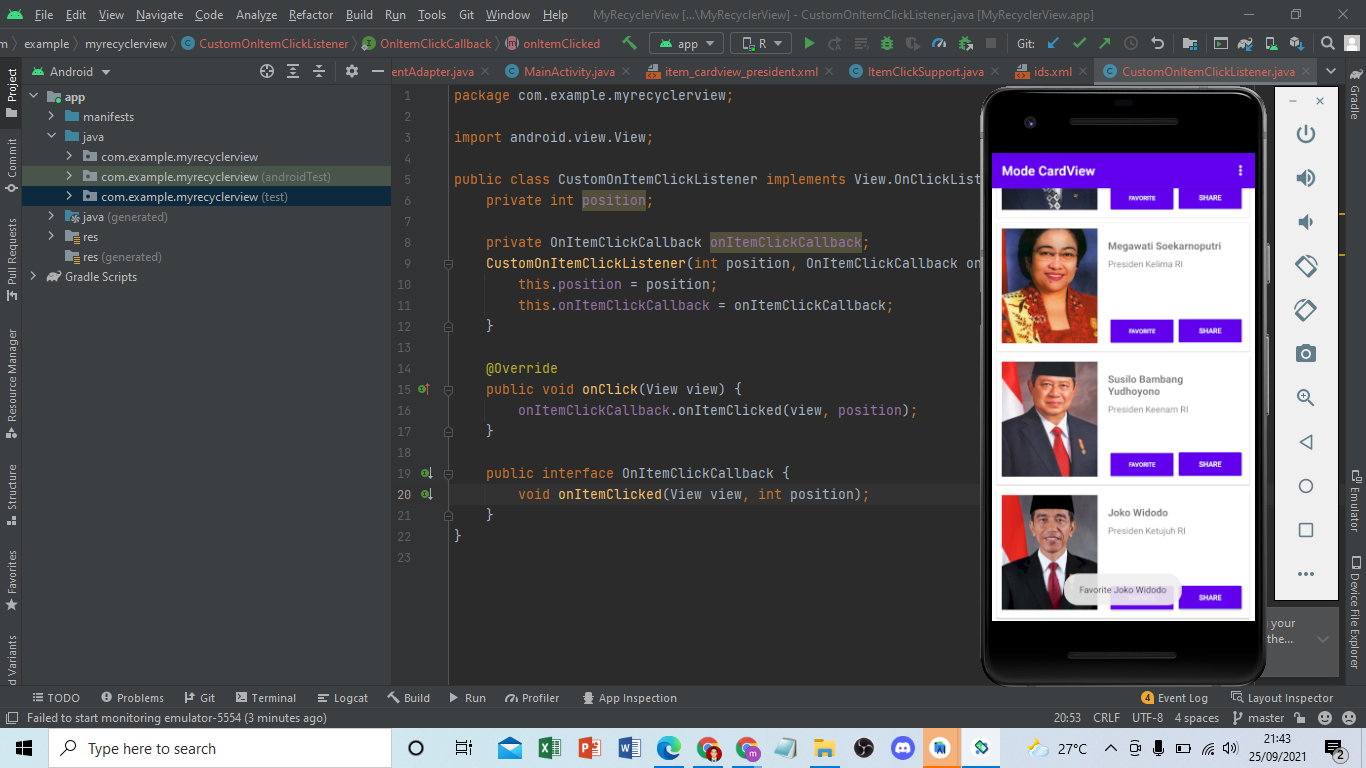 File Edit View Navigate Code Analyze Refactor Build Run Tools Git Window Help MyRecyclerView [...\MyRecyclerView] - CustomOnItemClickListener.java [MyRecyclerView.app]
m example myrecyclerview CustomOnItemClickListener OnItemClickCallback onItemClicked app R Git:
Android entAdapter.java MainActivity.java item_cardview_president.xml ItemClickSupport.java ids.xml CustomOnItemClickListener.java
Project
Commit
Pull Requests
Resource Manager
Structure
Favorites
d Variants
app
manifests
java
com.example.myrecyclerview
com.example.myrecyclerview (androidTest)
com.example.myrecyclerview (test)
java (generated)
res
res (generated)
Gradle Scripts
1 package com.example.myrecyclerview;
2
3 import android.view.View;
4
5 public class CustomOnItemClickListener implements View.OnClickList
6 private int position;
7
8 private OnItemClickCallback onItemClickCallback;
9 CustomOnItemClickListener(int position, OnItemClickCallback on
10 this.position = position;
11 this.onItemClickCallback = onItemClickCallback;
12 }
13
14 @Override
15 public void onClick(View view) {
16 onItemClickCallback.onItemClicked(view, position);
17 }
18
19 public interface OnItemClickCallback {
20 void onItemClicked(View view, int position);
21 }
22 }
23
Mode CardView
FAVORITE SHARE
Megawati Soekarnoputri
Presiden Kelima RI
FAVORITE SHARE
Susilo Bambang
Yudhoyono
Presiden Keenam RI
FAVORITE SHARE
Joko Widodo
Presiden Ketujuh RI
Favorite Joko Widodo
SHARE
your
the...
Gradle
Emulator
Device File Explorer
TODO Problems Git Terminal Logcat Build Run Profiler App Inspection 4 Event Log Layout Inspector
Failed to start monitoring emulator-5554 (3 minutes ago) 20:53 CRLF UTF-8 4 spaces master
Type here to search 27°C 21:43
25/09/2021 2